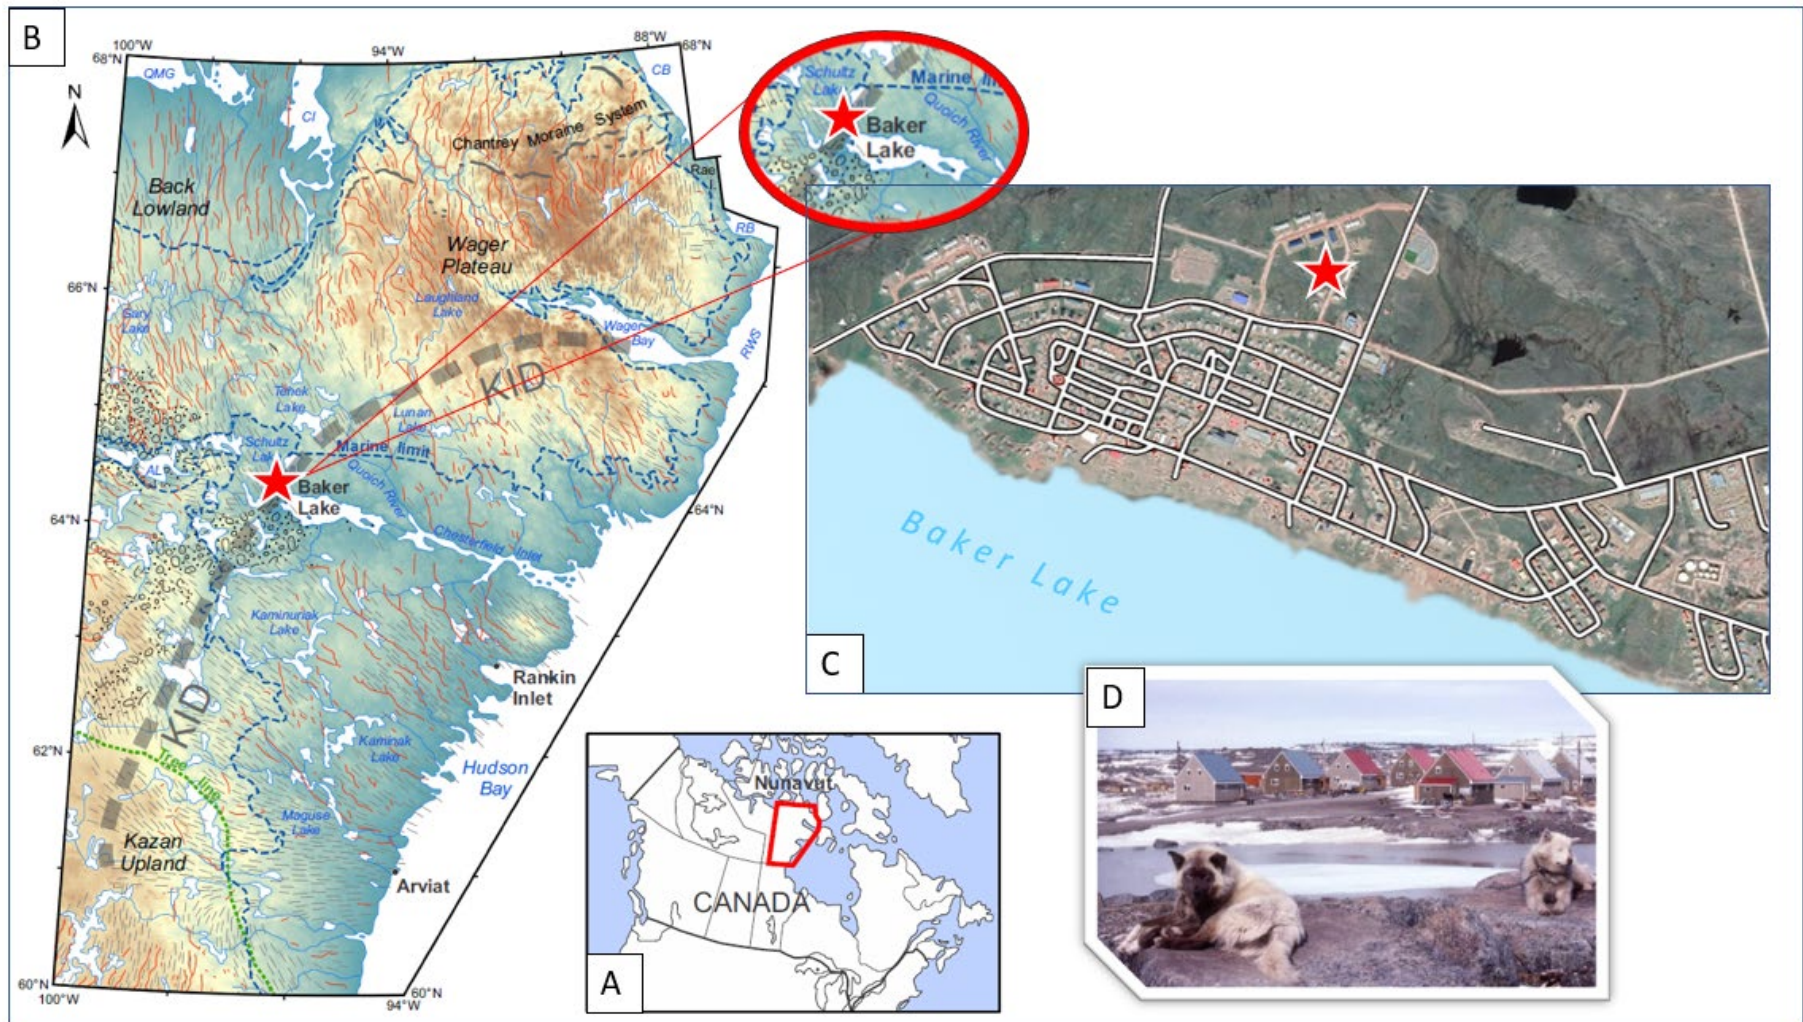 B
100°W
94°W
88°W
68°N
68°N
N
QMG
CI
CB
Chantrey Moraine System
Rae
I.
Back
Lowland
RB
Wager
Plateau
66°N
Laughland
Lake
Gary
Lake
Wager
Bay
RWS
KID
Tehek
Lake
Lunan
Lake
Schultz
Lake
Marine limit
AL
Quoich River
Baker
Lake
64°N
64°N
Chesterfield Inlet
Kaminuriak
Lake
Rankin
Inlet
KID
62°N
Tree line
Kaminak
Lake
Hudson
Bay
Maguse
Lake
Kazan
Upland
Arviat
60°N
100°W
60°N
94°W
Schultz
Lake
Marine lim
Quoich River
Baker
Lake
Baker Lake
C
Nunavut
CANADA
A
D